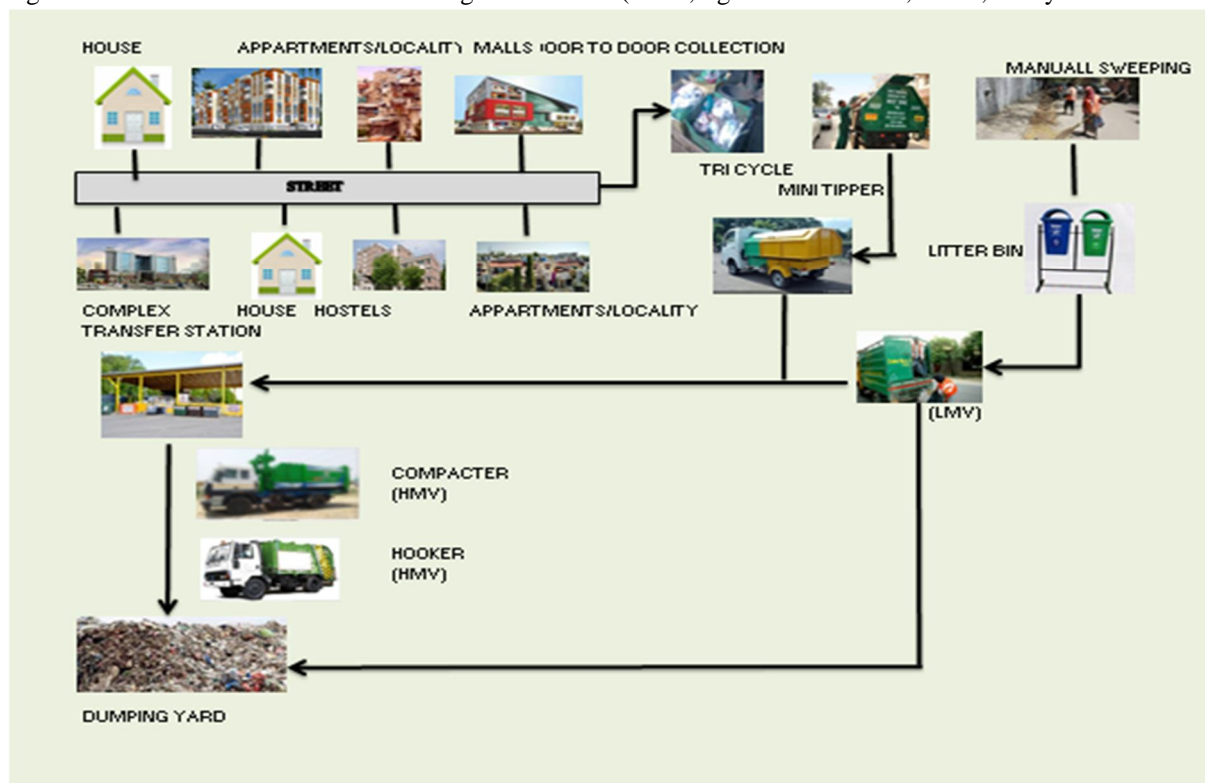 HOUSE
APPARTMENTS/LOCALITY
MALLS
OOR TO DOOR COLLECTION
MANUALL SWEEPING
STREET
TRI CYCLE
MINI TIPPER
LITTER BIN
COMPLEX
HOUSE
HOSTELS
APPARTMENTS/LOCALITY
TRANSFER STATION
(LMV)
COMPACTER
(HMV)
HOOKER
(HMV)
DUMPING YARD